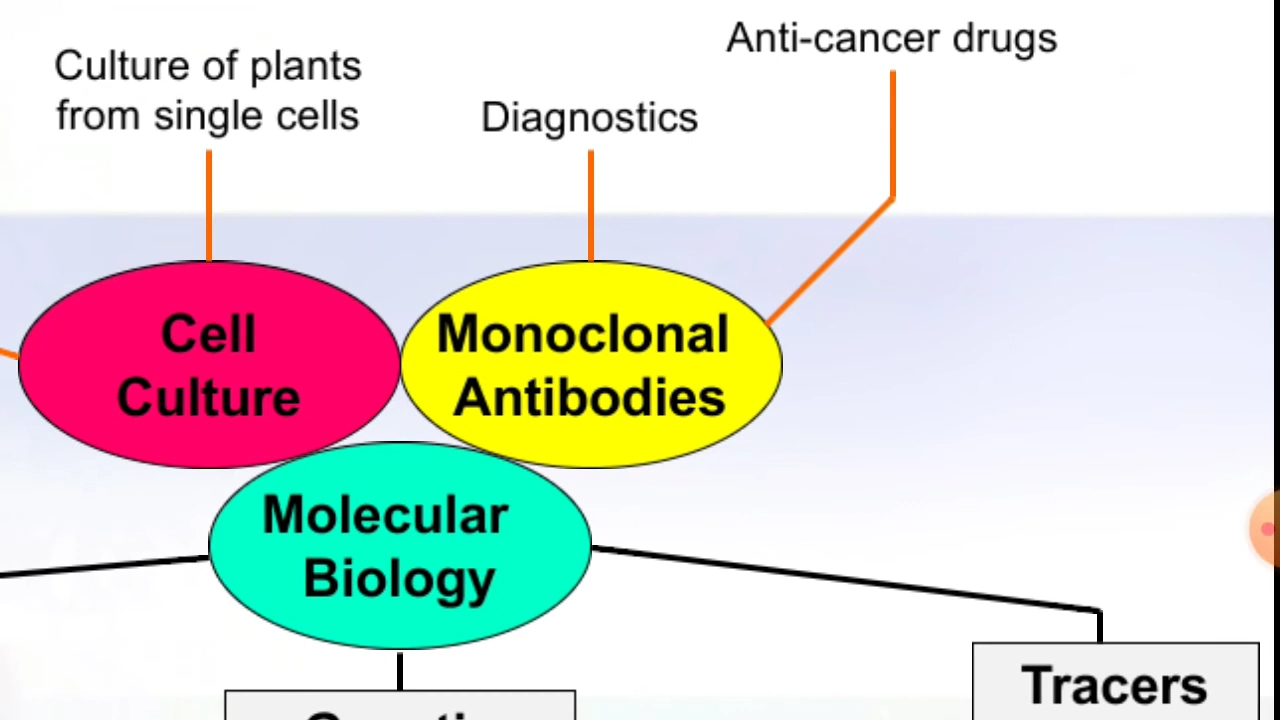 Anti-cancer drugs
Culture of plants
from single cells
Diagnostics
Cell
Culture
Monoclonal
Antibodies
Molecular
Biology
Tracers